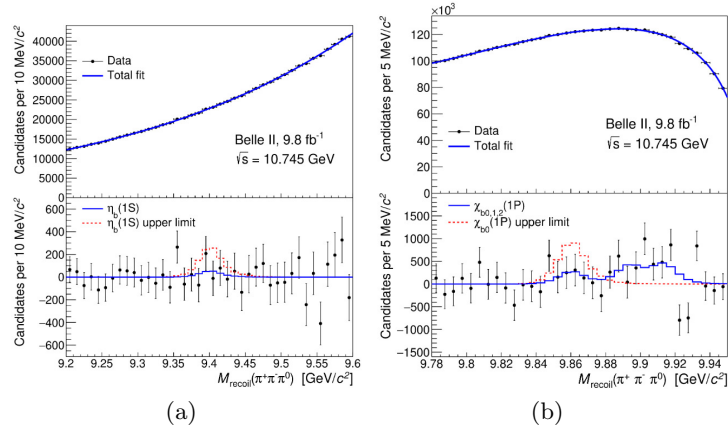 Candidates per 10 MeV/c²
40000
35000
30000
25000
20000
15000
10000
5000
0
Data
Total fit
Belle II, 9.8 fb⁻¹
√s = 10.745 GeV
Candidates per 10 MeV/c²
600
400
200
0
−200
−400
−600
η_b(1S)
η_b(1S) upper limit
9.2 9.25 9.3 9.35 9.4 9.45 9.5 9.55 9.6
M_recoil(π⁺π⁻π⁰) [GeV/c²]
(a)
×10³
Candidates per 5 MeV/c²
120
100
80
60
40
20
0
Data
Total fit
Belle II, 9.8 fb⁻¹
√s = 10.745 GeV
Candidates per 5 MeV/c²
1500
1000
500
0
−500
−1000
−1500
χ_b0,1,2(1P)
χ_b0(1P) upper limit
9.78 9.8 9.82 9.84 9.86 9.88 9.9 9.92 9.94
M_recoil(π⁺ π⁻ π⁰) [GeV/c²]
(b)